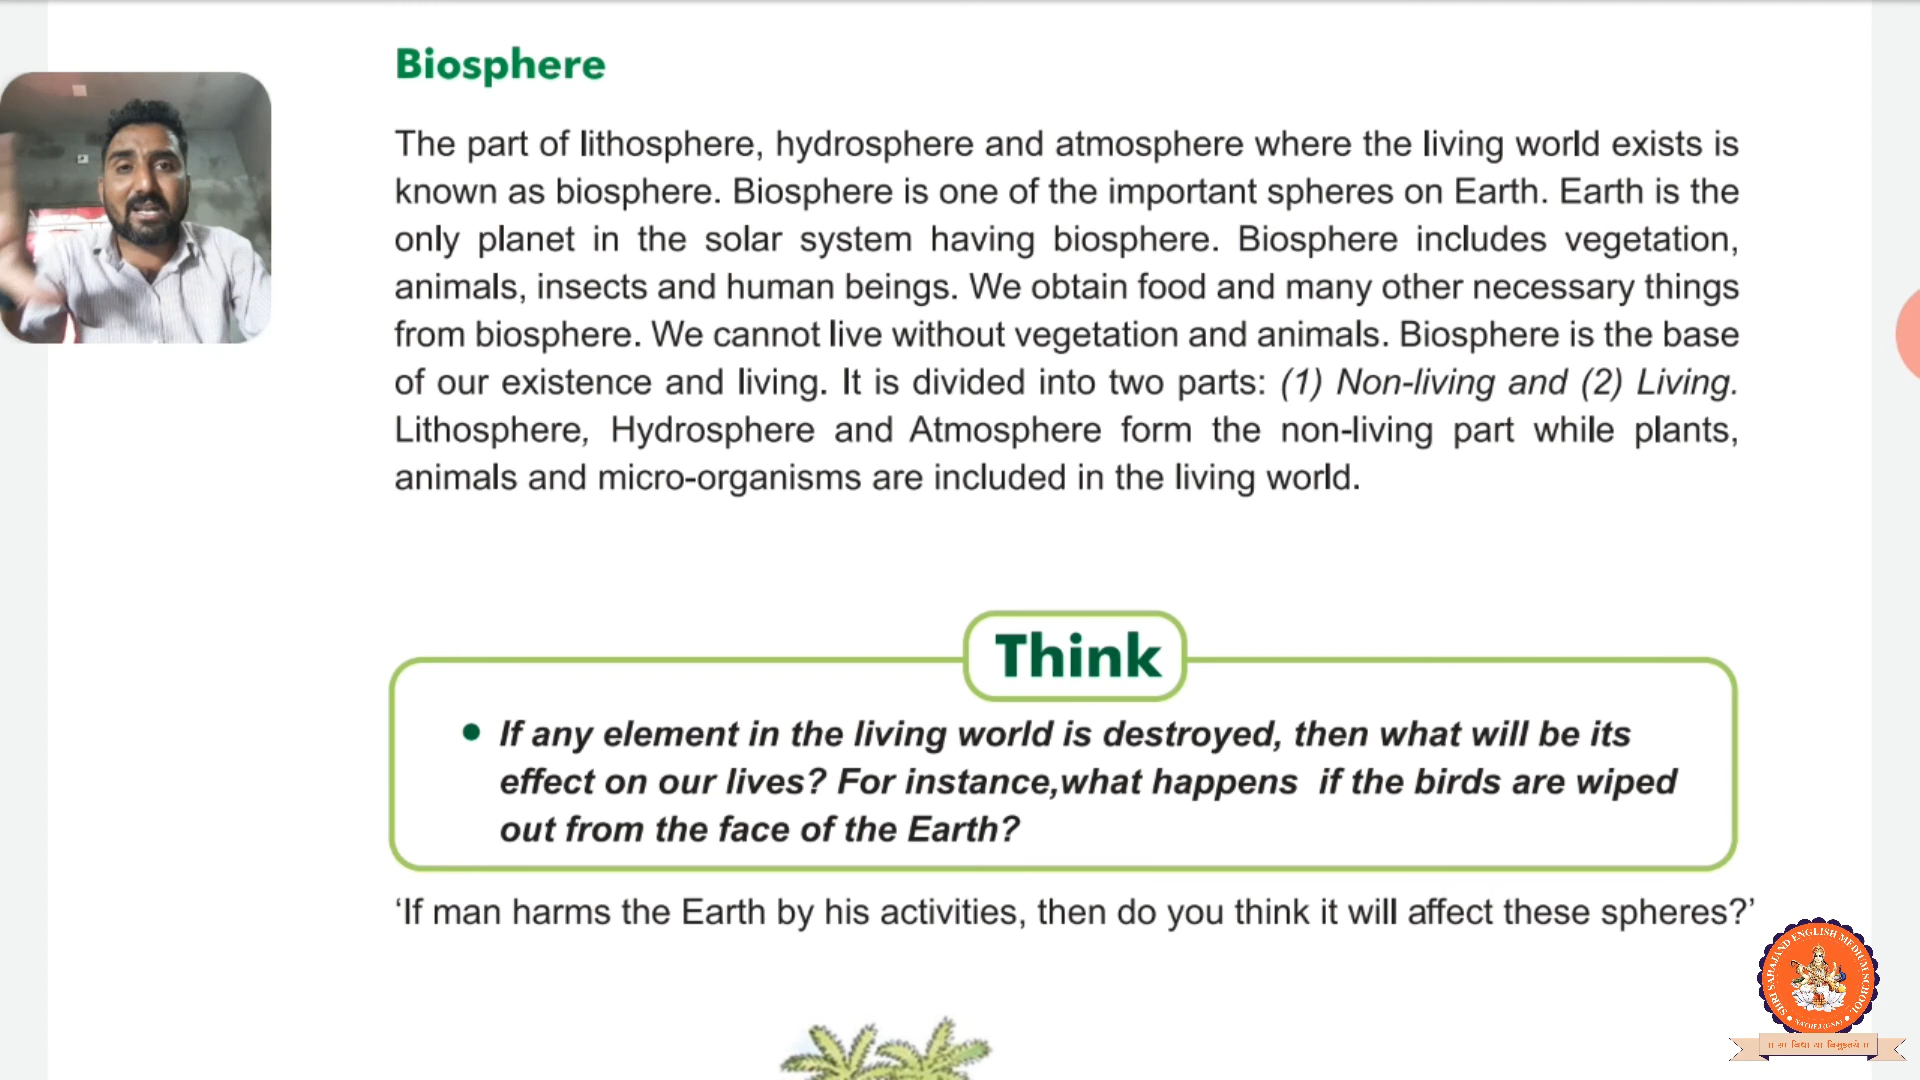 Biosphere
The part of lithosphere, hydrosphere and atmosphere where the living world exists is
known as biosphere. Biosphere is one of the important spheres on Earth. Earth is the
only planet in the solar system having biosphere. Biosphere includes vegetation,
animals, insects and human beings. We obtain food and many other necessary things
from biosphere. We cannot live without vegetation and animals. Biosphere is the base
of our existence and living. It is divided into two parts: (1) Non-living and (2) Living.
Lithosphere, Hydrosphere and Atmosphere form the non-living part while plants,
animals and micro-organisms are included in the living world.
Think
• If any element in the living world is destroyed, then what will be its
effect on our lives? For instance,what happens if the birds are wiped
out from the face of the Earth?
‘If man harms the Earth by his activities, then do you think it will affect these spheres?’
SHRI SAHAJANAND ENGLISH MEDIUM SCHOOL